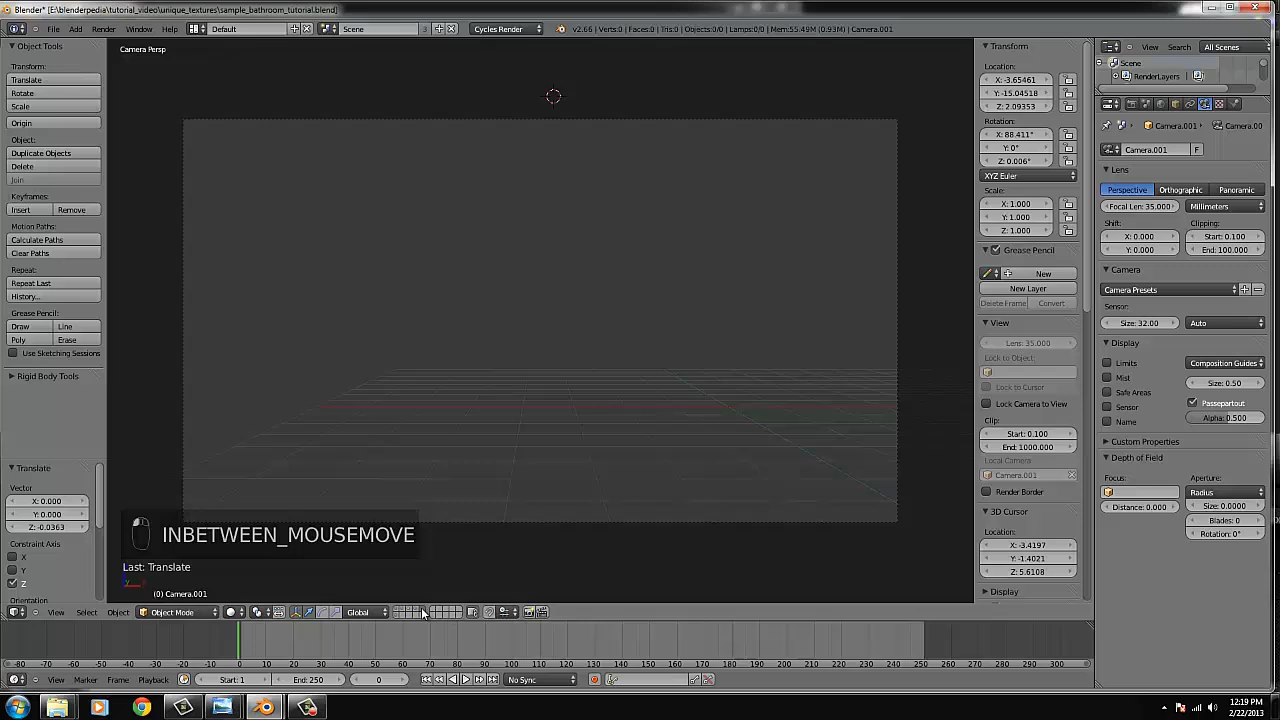 Blender* [E:\blenderpedia\tutorial_video\unique_textures\sample_bathroom_tutorial.blend]
File Add Render Window Help Default Scene 3 Cycles Render v2.66 | Verts:0 | Faces:0 | Tris:0 | Objects:0/0 | Lamps:0/0 | Mem:55.49M (0.93M) | Camera.001
View Search All Scenes
Scene
RenderLayers
Object Tools
Transform:
Translate
Rotate
Scale
Origin
Object:
Duplicate Objects
Delete
Join
Keyframes:
Insert Remove
Motion Paths:
Calculate Paths
Clear Paths
Repeat:
Repeat Last
History...
Grease Pencil:
Draw Line
Poly Erase
Use Sketching Sessions
Rigid Body Tools
Translate
Vector
X: 0.000
Y: 0.000
Z: -0.0363
Constraint Axis
X
Y
Z
Orientation
Camera Persp
INBETWEEN_MOUSEMOVE
Last: Translate
(0) Camera.001
Transform
Location:
X: -3.65461
Y: -15.04518
Z: 2.09353
Rotation:
X: 88.411°
Y: 0°
Z: 0.006°
XYZ Euler
Scale:
X: 1.000
Y: 1.000
Z: 1.000
Grease Pencil
New
New Layer
Delete Frame Convert
View
Lens: 35.000
Lock to Object:
Lock to Cursor
Lock Camera to View
Clip:
Start: 0.100
End: 1000.000
Local Camera:
Camera.001
Render Border
3D Cursor
Location:
X: -3.4197
Y: -1.4021
Z: 5.6108
Display
Camera.001 Camera.00
Camera.001 F
Lens
Perspective Orthographic Panoramic
Focal Len: 35.000 Millimeters
Shift: Clipping:
X: 0.000 Start: 0.100
Y: 0.000 End: 100.000
Camera
Camera Presets
Sensor:
Size: 32.00 Auto
Display
Limits Composition Guides
Mist Size: 0.50
Safe Areas Passepartout
Sensor Alpha: 0.500
Name
Custom Properties
Depth of Field
Focus: Aperture:
Radius
Distance: 0.000 Size: 0.0000
Blades: 0
Rotation: 0°
View Select Object Object Mode Global
-80 -70 -60 -50 -40 -30 -20 -10 0 10 20 30 40 50 60 70 80 90 100 110 120 130 140 150 160 170 180 190 200 210 220 230 240 250 260 270 280 290 300
View Marker Frame Playback Start: 1 End: 250 0 No Sync
12:19 PM
2/22/2013